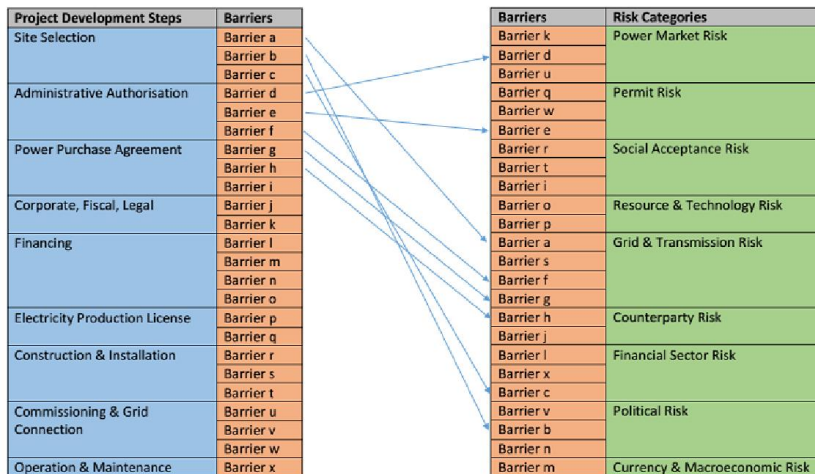 Project Development Steps Barriers
Site Selection Barrier a
Barrier b
Barrier c
Administrative Authorisation Barrier d
Barrier e
Barrier f
Power Purchase Agreement Barrier g
Barrier h
Barrier i
Corporate, Fiscal, Legal Barrier j
Barrier k
Financing Barrier l
Barrier m
Barrier n
Barrier o
Electricity Production License Barrier p
Barrier q
Construction & Installation Barrier r
Barrier s
Barrier t
Commissioning & Grid Barrier u
Connection Barrier v
Barrier w
Operation & Maintenance Barrier x
Barriers Risk Categories
Barrier k Power Market Risk
Barrier d
Barrier u
Barrier q Permit Risk
Barrier w
Barrier e
Barrier r Social Acceptance Risk
Barrier t
Barrier i
Barrier o Resource & Technology Risk
Barrier p
Barrier a Grid & Transmission Risk
Barrier s
Barrier f
Barrier g
Barrier h Counterparty Risk
Barrier j
Barrier l Financial Sector Risk
Barrier x
Barrier c
Barrier v Political Risk
Barrier b
Barrier n
Barrier m Currency & Macroeconomic Risk